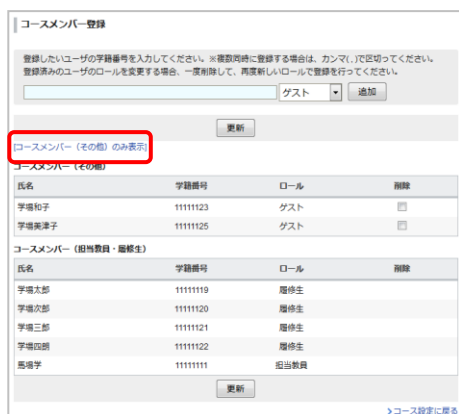 コースメンバー登録
登録したいユーザの学籍番号を入力してください。※複数同時に登録する場合は、カンマ(,)で区切ってください。
登録済みのユーザのロールを変更する場合、一度削除して、再度新しいロールで登録を行ってください。
ゲスト 追加
更新
[コースメンバー（その他）のみ表示]
コースメンバー（その他）
氏名 学籍番号 ロール 削除
学場和子 11111123 ゲスト
学場美津子 11111125 ゲスト
コースメンバー（担当教員・履修生）
氏名 学籍番号 ロール 削除
学場太郎 11111119 履修生
学場次郎 11111120 履修生
学場三郎 11111121 履修生
学場四朗 11111122 履修生
馬場学 11111111 担当教員
更新
>コース設定に戻る